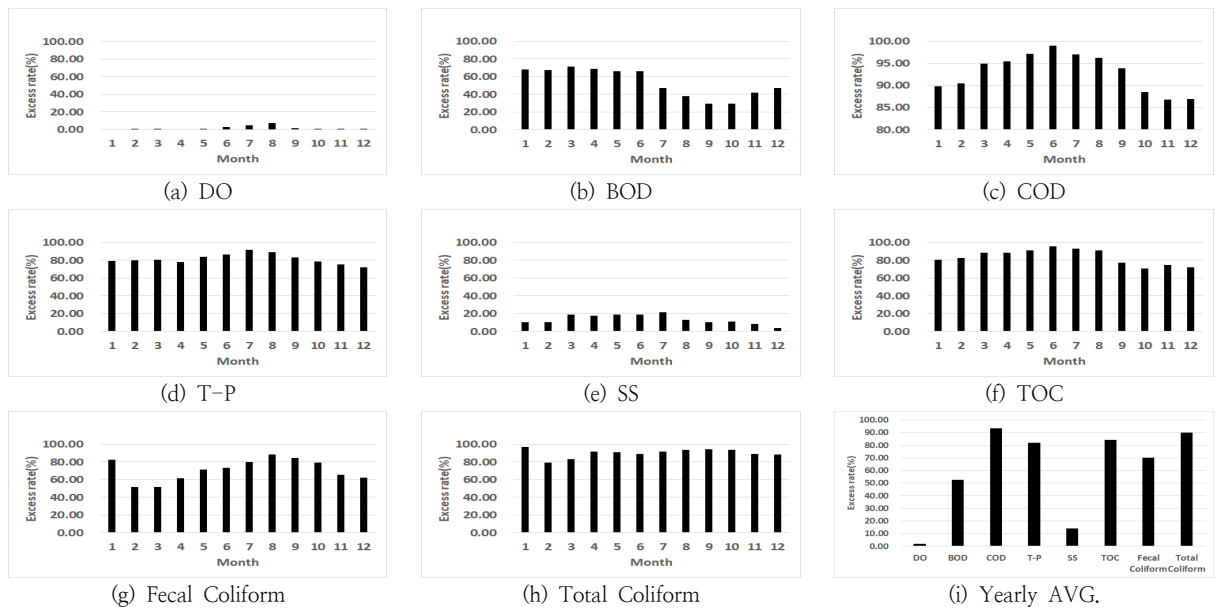 Excess rate(%)
100.00
80.00
60.00
40.00
20.00
0.00
1 2 3 4 5 6 7 8 9 10 11 12
Month
(a) DO
Excess rate(%)
100.00
80.00
60.00
40.00
20.00
0.00
1 2 3 4 5 6 7 8 9 10 11 12
Month
(b) BOD
Excess rate(%)
100.00
95.00
90.00
85.00
80.00
1 2 3 4 5 6 7 8 9 10 11 12
Month
(c) COD
Excess rate(%)
100.00
80.00
60.00
40.00
20.00
0.00
1 2 3 4 5 6 7 8 9 10 11 12
Month
(d) T-P
Excess rate(%)
100.00
80.00
60.00
40.00
20.00
0.00
1 2 3 4 5 6 7 8 9 10 11 12
Month
(e) SS
Excess rate(%)
100.00
80.00
60.00
40.00
20.00
0.00
1 2 3 4 5 6 7 8 9 10 11 12
Month
(f) TOC
Excess rate(%)
100.00
80.00
60.00
40.00
20.00
0.00
1 2 3 4 5 6 7 8 9 10 11 12
Month
(g) Fecal Coliform
Excess rate(%)
100.00
80.00
60.00
40.00
20.00
0.00
1 2 3 4 5 6 7 8 9 10 11 12
Month
(h) Total Coliform
Excess rate(%)
100.00
90.00
80.00
70.00
60.00
50.00
40.00
30.00
20.00
10.00
0.00
DO BOD COD T-P SS TOC Fecal Total
Coliform Coliform
(i) Yearly AVG.